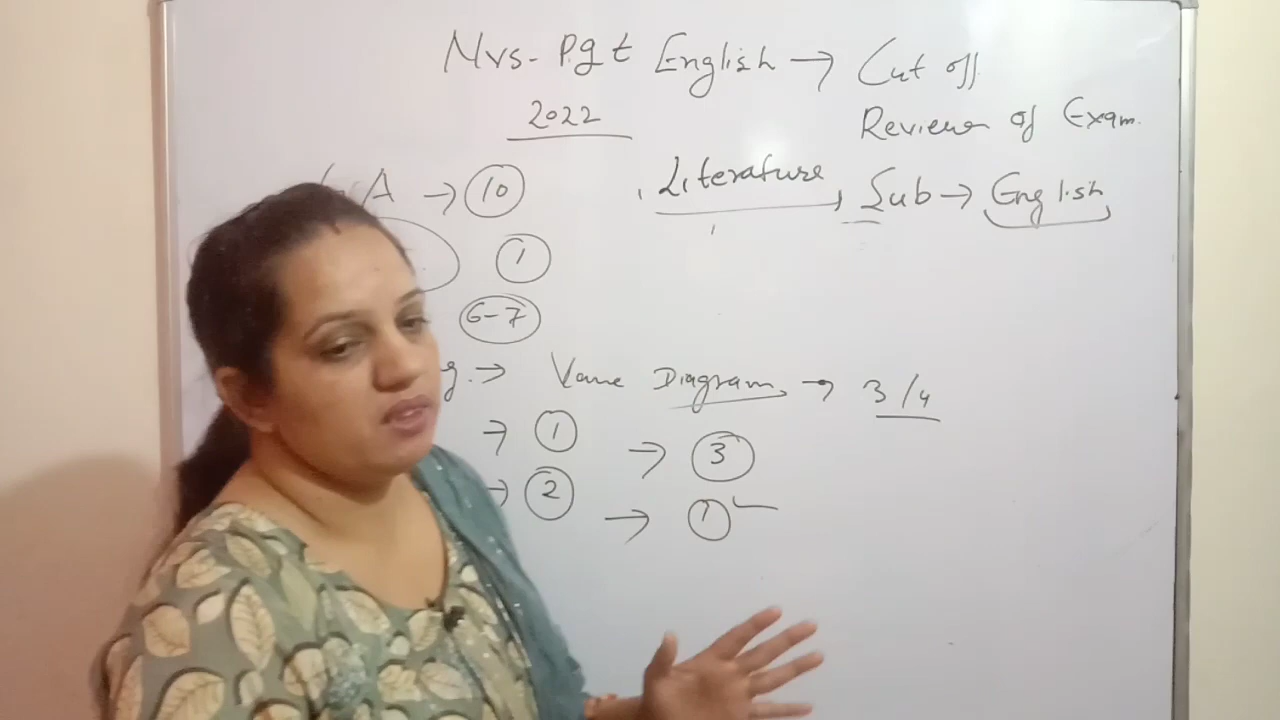 Nvs-Pgt English → Cut off
2022
Review of Exam.
A → 10
Literature, Sub → English
1
6-7
g. → Vane Diagram → 3/4
→ 1 → 3
→ 2 → 1